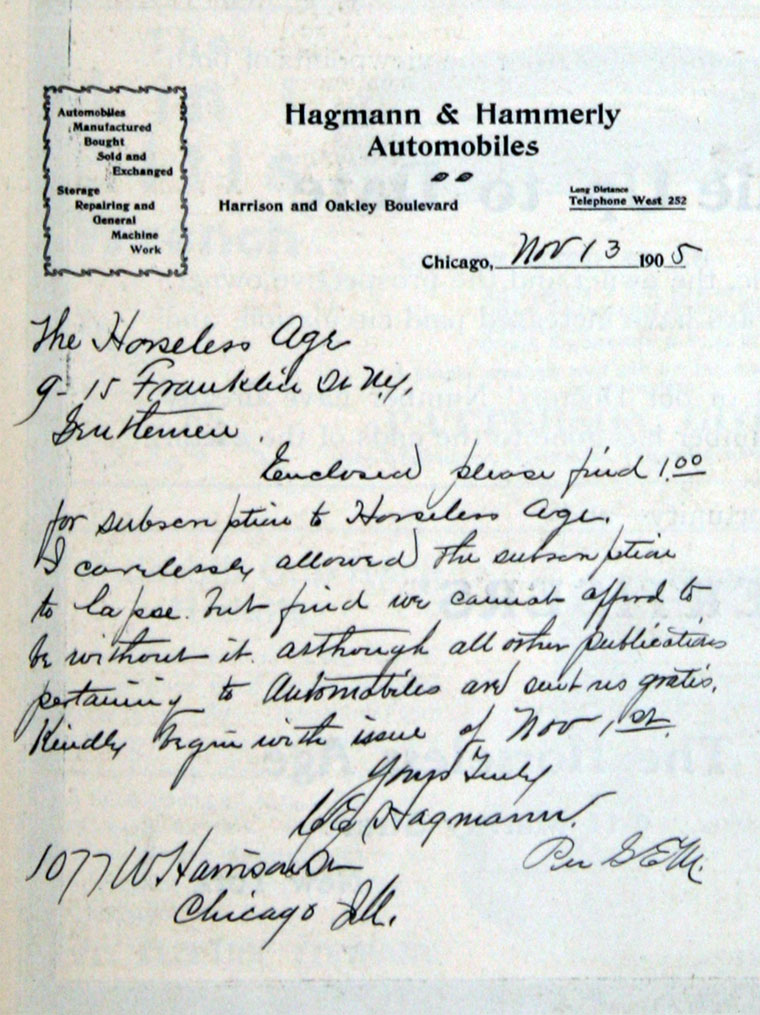 Automobiles
Manufactured
Bought
Sold and
Exchanged
Storage
Repairing and
General
Machine
Work
Hagmann & Hammerly
Automobiles
Harrison and Oakley Boulevard
Long Distance
Telephone West 252
Chicago, Nov 13 1905
The Horseless Age
9-15 Franklin St NY,
Gentlemen.
Enclosed please find 1.00
for subscription to Horseless Age.
I carelessly allowed the subscription
to lapse. but find we cannot afford to
be without it. although all other publications
pertaining to Automobiles are sent us gratis.
Kindly begin with issue of Nov 1st.
Yours Truly
C E Hagmann.
Per G.E.M.
1077 W Harrison St
Chicago Ill.